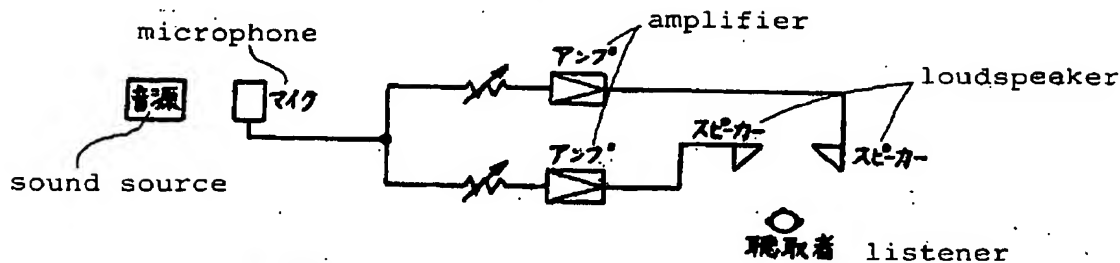 microphone
amplifier
アンプ
loudspeaker
音源
マイク
スピーカー
スピーカー
アンプ
sound source
聴取者
listener